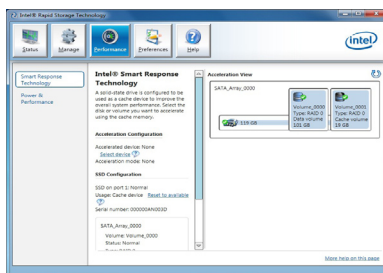 Intel® Rapid Storage Technology
Status
Manage
Performance
Preferences
Help
intel
Smart Response
Technology
Power &
Performance
Intel® Smart Response
Technology
A solid-state drive is configured to be
used as a cache device to improve the
overall system performance. Select the
disk or volume you want to accelerate
using the cache memory.
Acceleration Configuration
Accelerated device: None
Select device
Acceleration mode: None
SSD Configuration
SSD on port 1: Normal
Usage: Cache device Reset to available
Serial number: 000000AN003D
SATA_Array_0000
Volume: Volume_0000
Status: Normal
Acceleration View
SATA_Array_0000
119 GB
Volume_0000
Type: RAID 0
Data volume
101 GB
Volume_0001
Type: RAID 0
Cache volume
19 GB
More help on this page